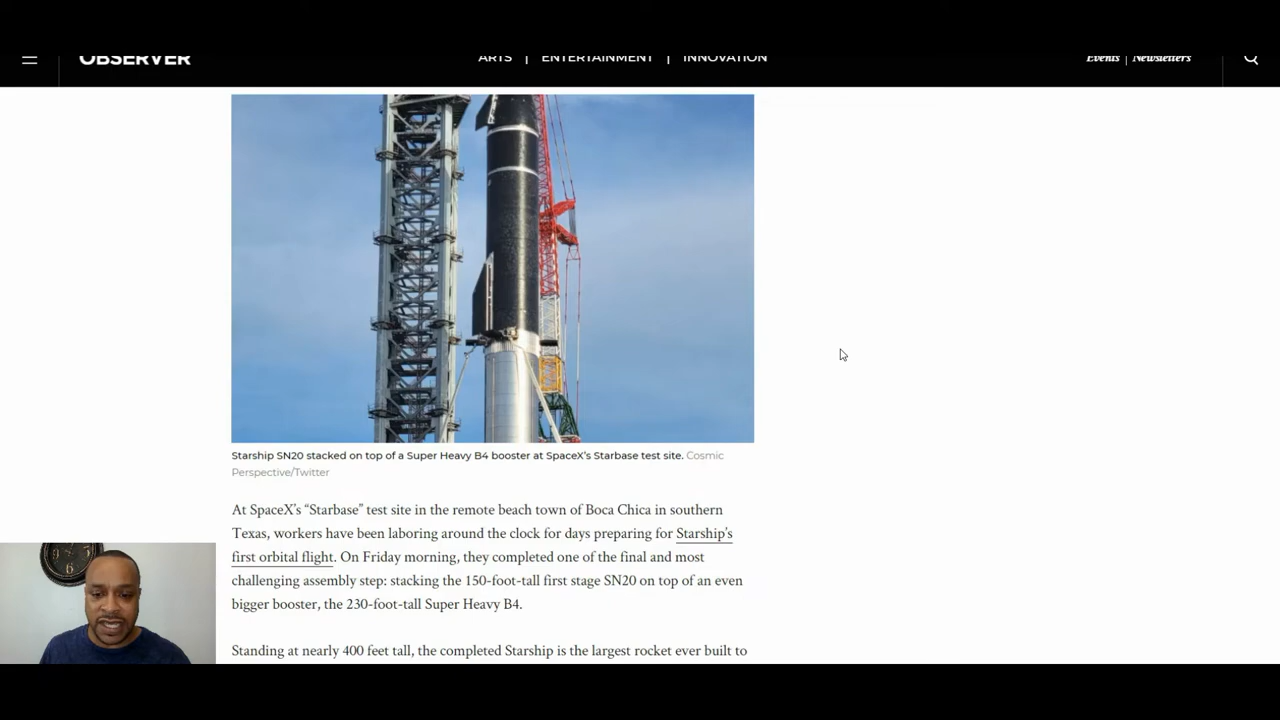 OBSERVER
ARTS | ENTERTAINMENT | INNOVATION
Events | Newsletters
Starship SN20 stacked on top of a Super Heavy B4 booster at SpaceX's Starbase test site. Cosmic
Perspective/Twitter
At SpaceX's “Starbase” test site in the remote beach town of Boca Chica in southern
Texas, workers have been laboring around the clock for days preparing for Starship's
first orbital flight. On Friday morning, they completed one of the final and most
challenging assembly step: stacking the 150-foot-tall first stage SN20 on top of an even
bigger booster, the 230-foot-tall Super Heavy B4.
Standing at nearly 400 feet tall, the completed Starship is the largest rocket ever built to